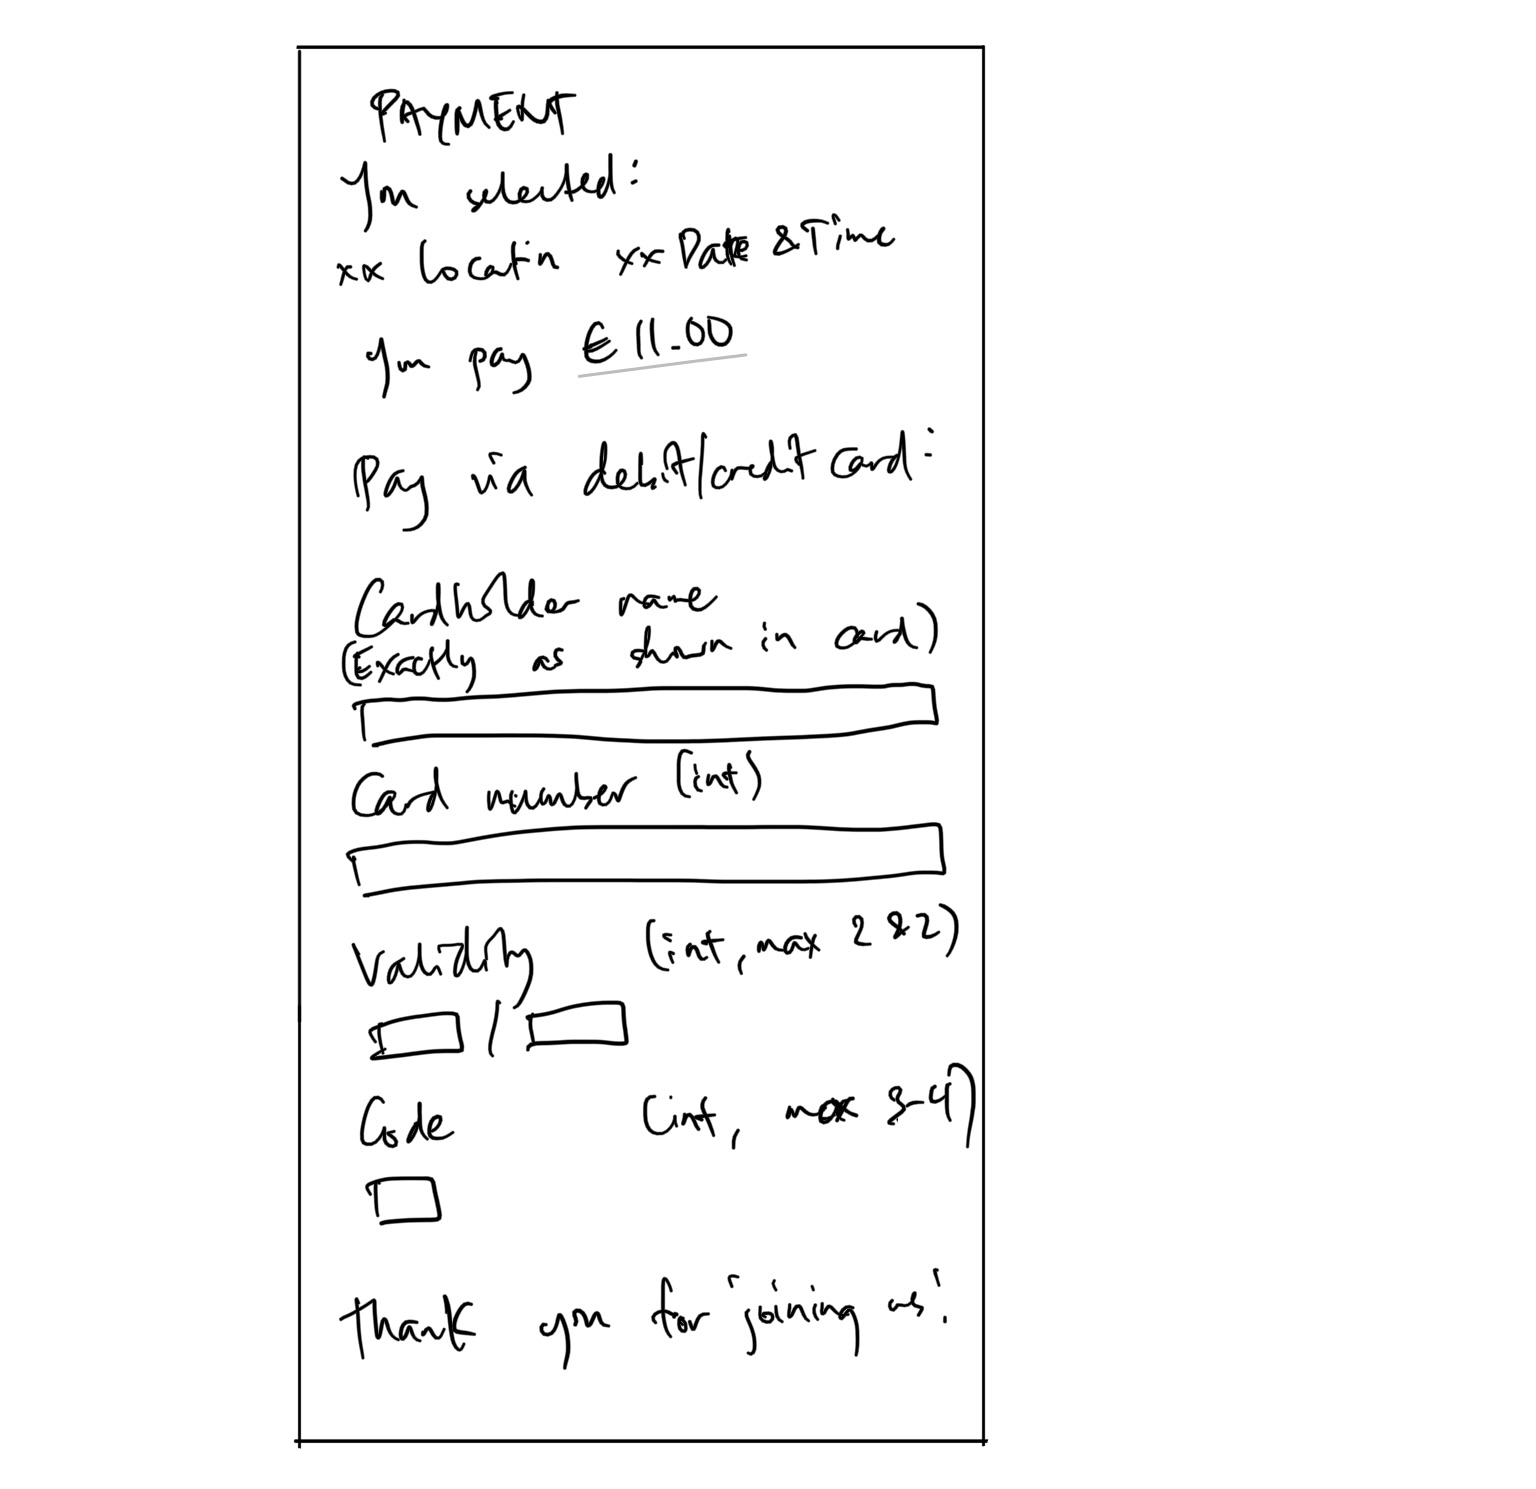 PAYMENT
You selected:
xx Locatin xx Date & Time
You pay € 11.00
Pay via debit/credit card:
Cardholder name
(Exactly as shown in card)
Card number (int)
Validity (int, max 2 & 2)
/
Code (int, max 3-4)
Thank you for joining us!